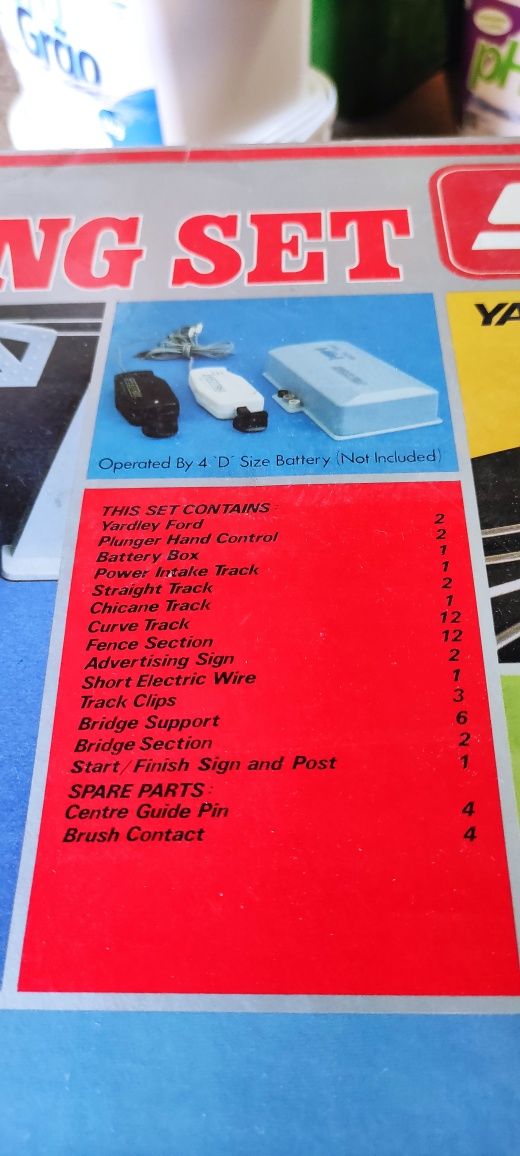 Grăo
pH
NG SET
YA
Operated By 4 "D" Size Battery (Not Included)
THIS SET CONTAINS:
Yardley Ford 2
Plunger Hand Control 2
Battery Box 1
Power Intake Track 1
Straight Track 2
Chicane Track 1
Curve Track 12
Fence Section 12
Advertising Sign 2
Short Electric Wire 1
Track Clips 3
Bridge Support 6
Bridge Section 2
Start/Finish Sign and Post 1
SPARE PARTS:
Centre Guide Pin 4
Brush Contact 4